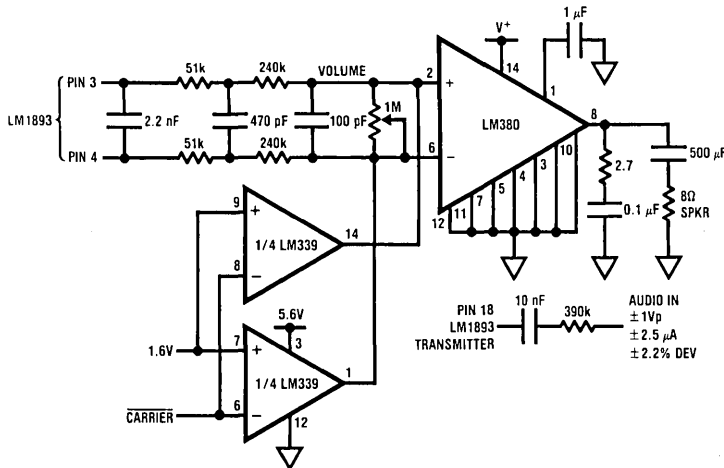 1 µF
V+
14
1
51k
240k
VOLUME
PIN 3
2
+
8
LM1893
2.2 nF
470 pF
100 pF
1M
LM380
51k
240k
PIN 4
6
−
10
3
4
5
7
11
12
2.7
500 µF
0.1 µF
8Ω
SPKR
9
+
14
1/4 LM339
8
−
5.6V
3
1.6V
7
+
1
1/4 LM339
CARRIER
6
−
12
10 nF
390k
PIN 18
LM1893
TRANSMITTER
AUDIO IN
±1Vp
±2.5 µA
±2.2% DEV